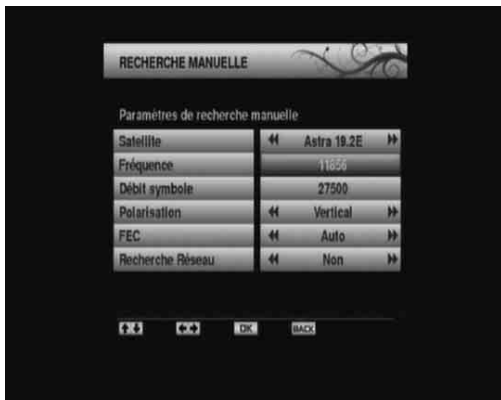 RECHERCHE MANUELLE
Paramètres de recherche manuelle
Satellite Astra 19.2E
Fréquence 11856
Débit symbole 27500
Polarisation Vertical
FEC Auto
Recherche Réseau Non
OK BACK